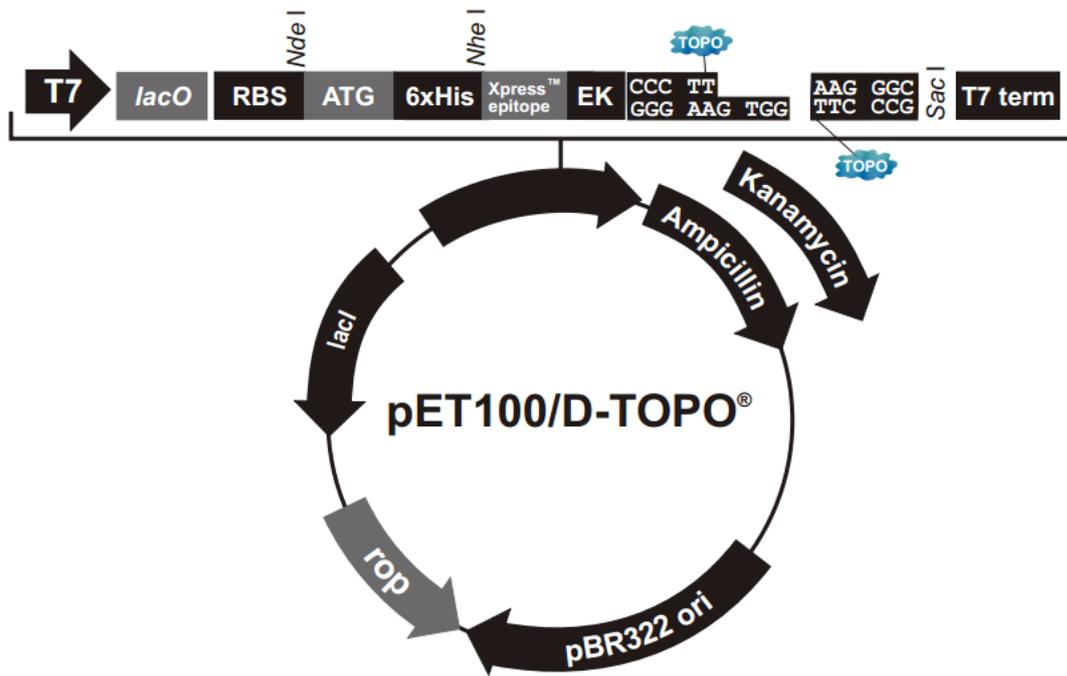 Nde I
Nhe I
TOPO
T7
lacO
RBS
ATG
6xHis
Xpress™
epitope
EK
CCC TT
GGG AAG TGG
AAG GGC
TTC CCG
Sac I
T7 term
TOPO
Kanamycin
Ampicillin
lacI
pET100/D-TOPO®
rop
pBR322 ori